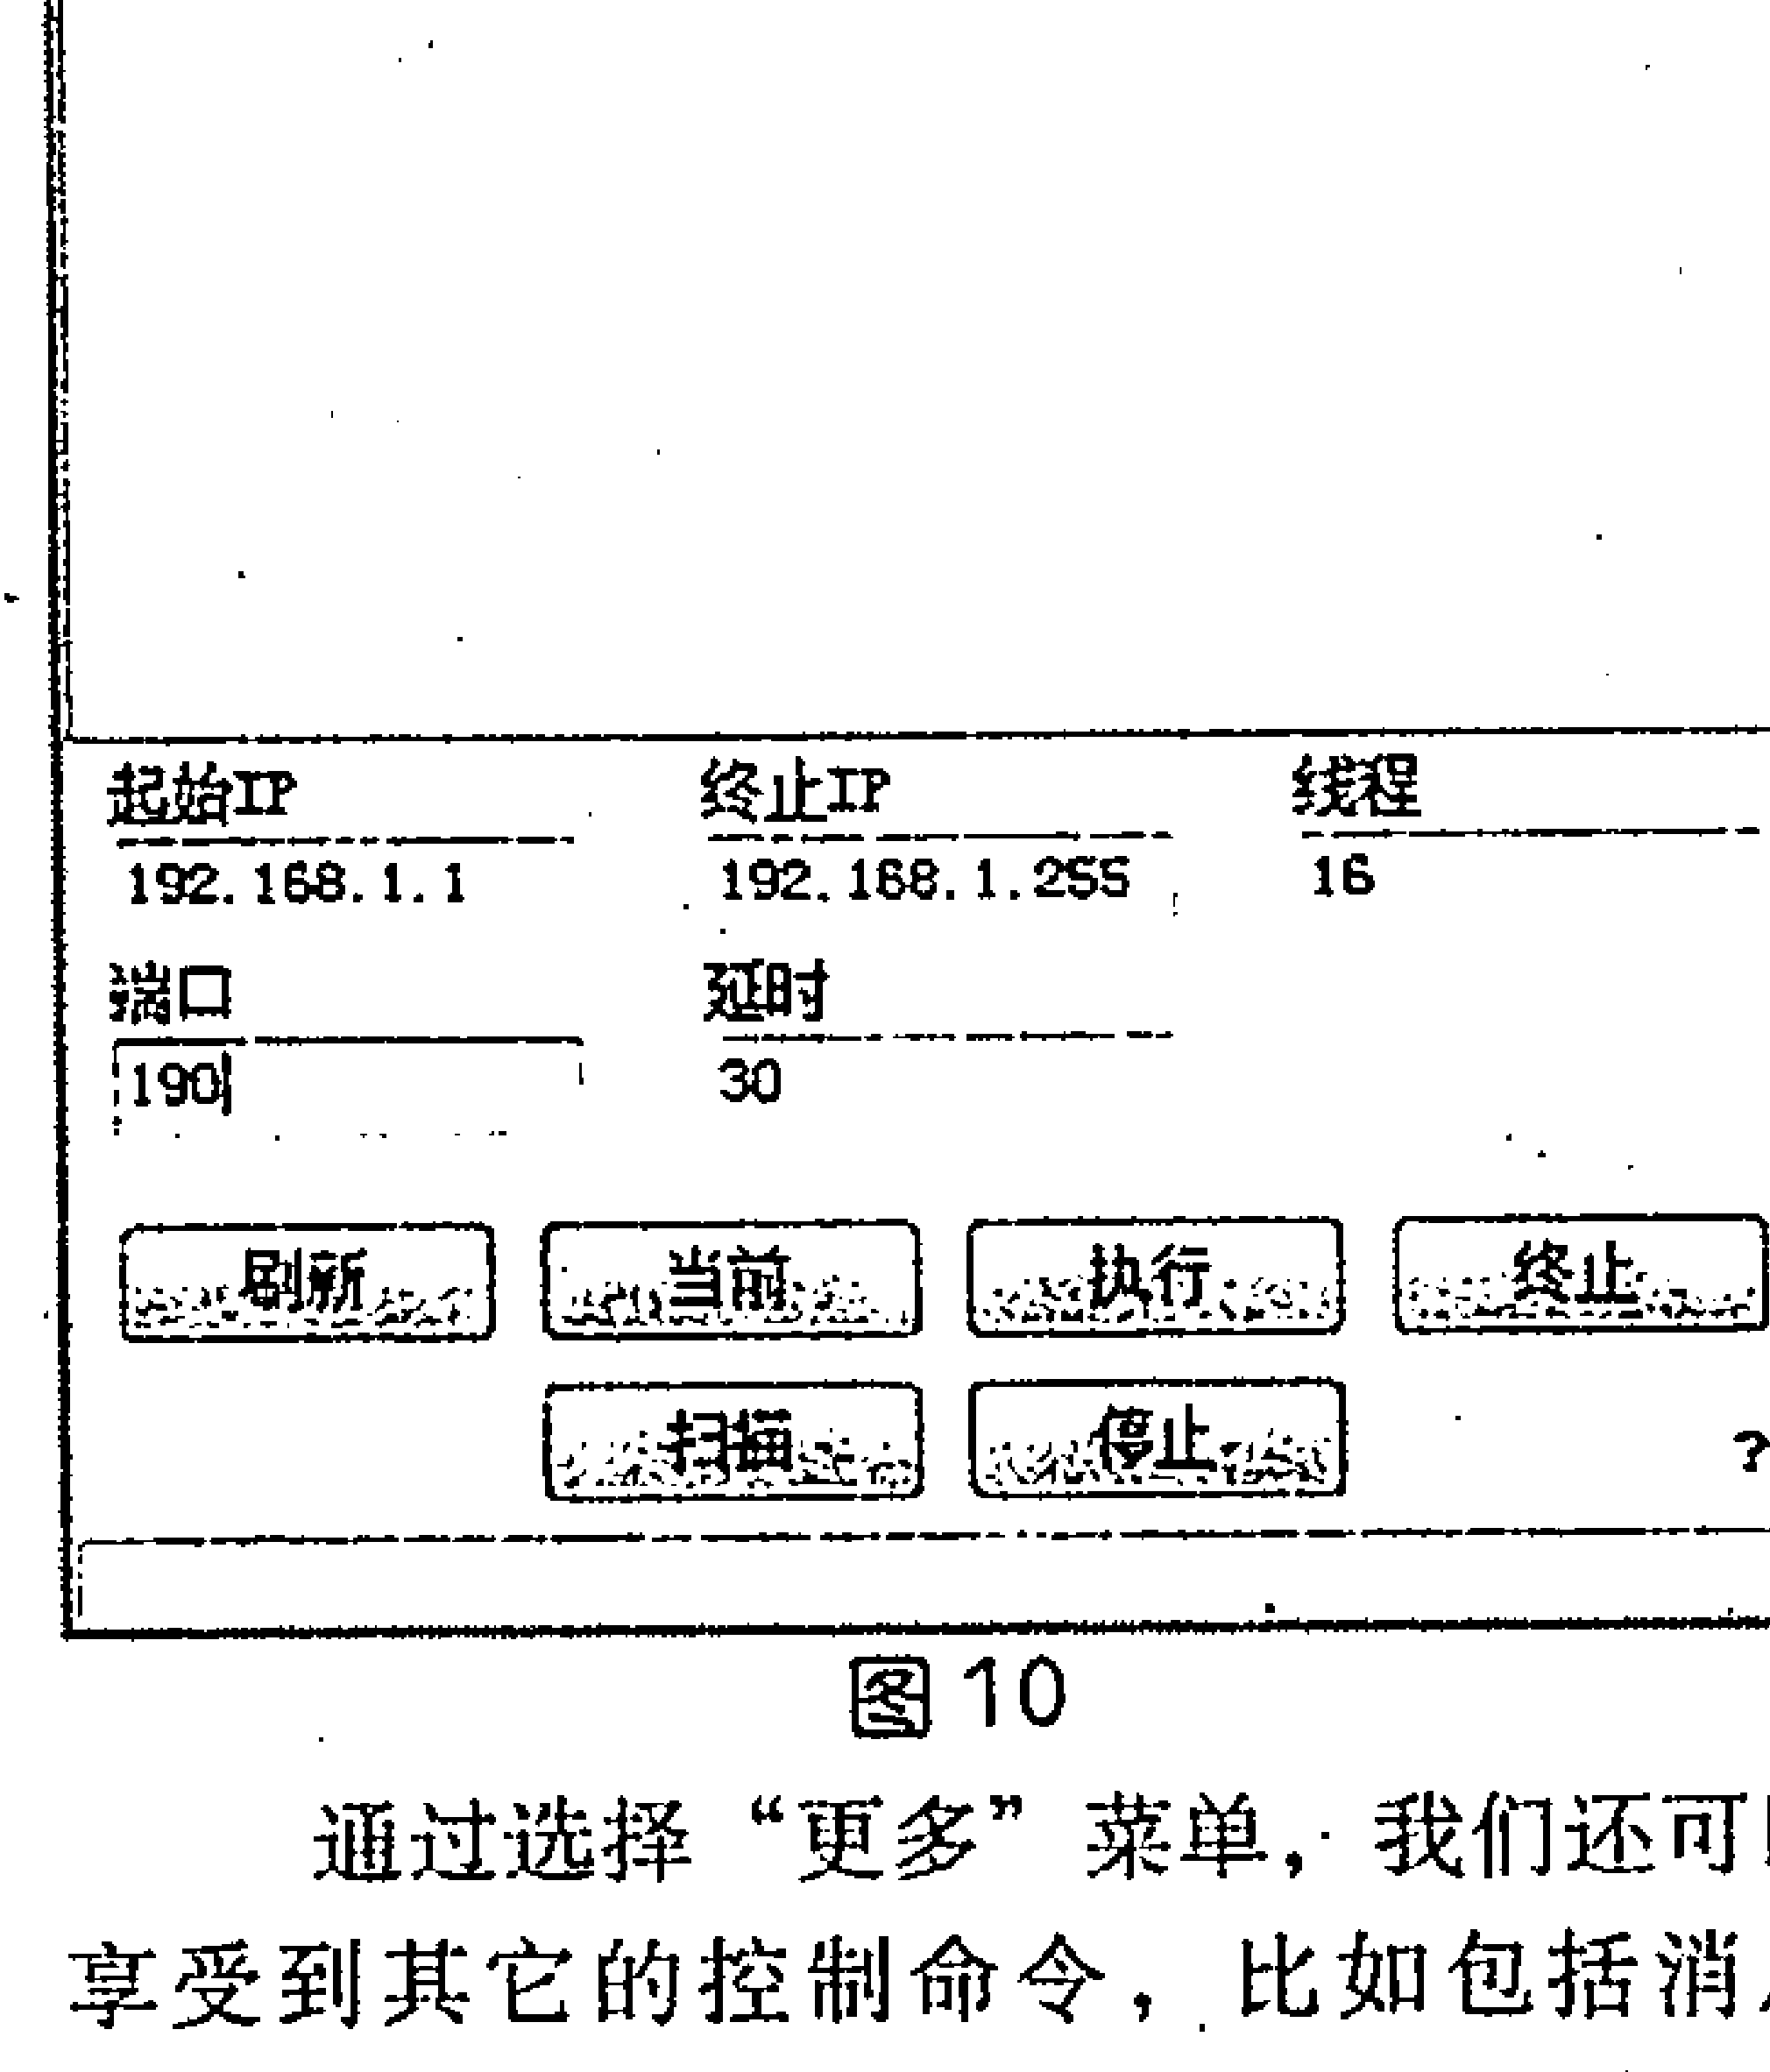 起始IP 终止IP 线程
192.168.1.1 192.168.1.255 16
端口 延时
190 30
刷新 当前 执行 终止
扫描 停止 ?
图10
通过选择“更多”菜单,我们还可
享受到其它的控制命令,比如包括消